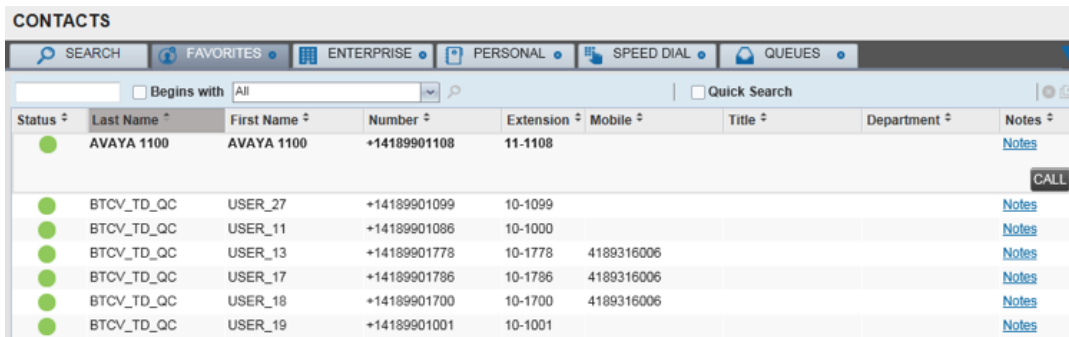 CONTACTS
SEARCH FAVORITES ENTERPRISE PERSONAL SPEED DIAL QUEUES
Begins with All Quick Search
Status Last Name First Name Number Extension Mobile Title Department Notes
AVAYA 1100 AVAYA 1100 +14189901108 11-1108 Notes
CALL
BTCV_TD_QC USER_27 +14189901099 10-1099 Notes
BTCV_TD_QC USER_11 +14189901086 10-1000 Notes
BTCV_TD_QC USER_13 +14189901778 10-1778 4189316006 Notes
BTCV_TD_QC USER_17 +14189901786 10-1786 4189316006 Notes
BTCV_TD_QC USER_18 +14189901700 10-1700 4189316006 Notes
BTCV_TD_QC USER_19 +14189901001 10-1001 Notes